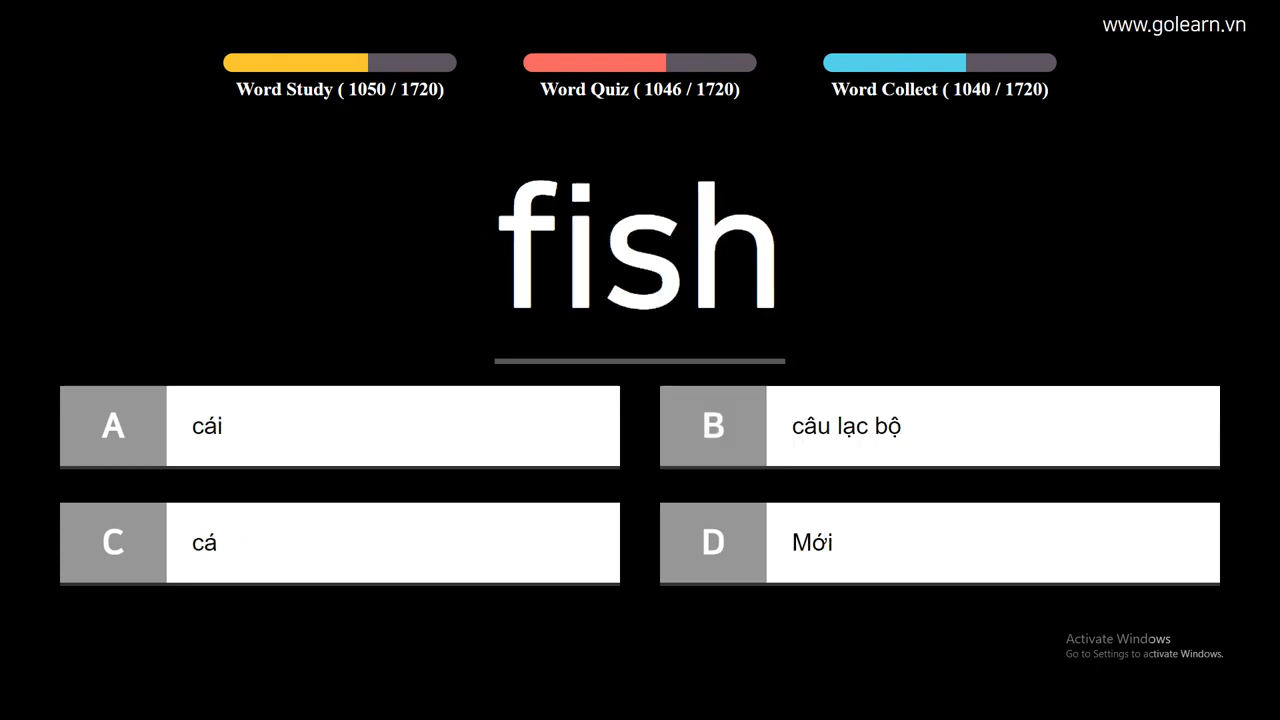 www.golearn.vn
Word Study ( 1050 / 1720)
Word Quiz ( 1046 / 1720)
Word Collect ( 1040 / 1720)
fish
A cái
B câu lạc bộ
C cá
D Mới
Activate Windows
Go to Settings to activate Windows.